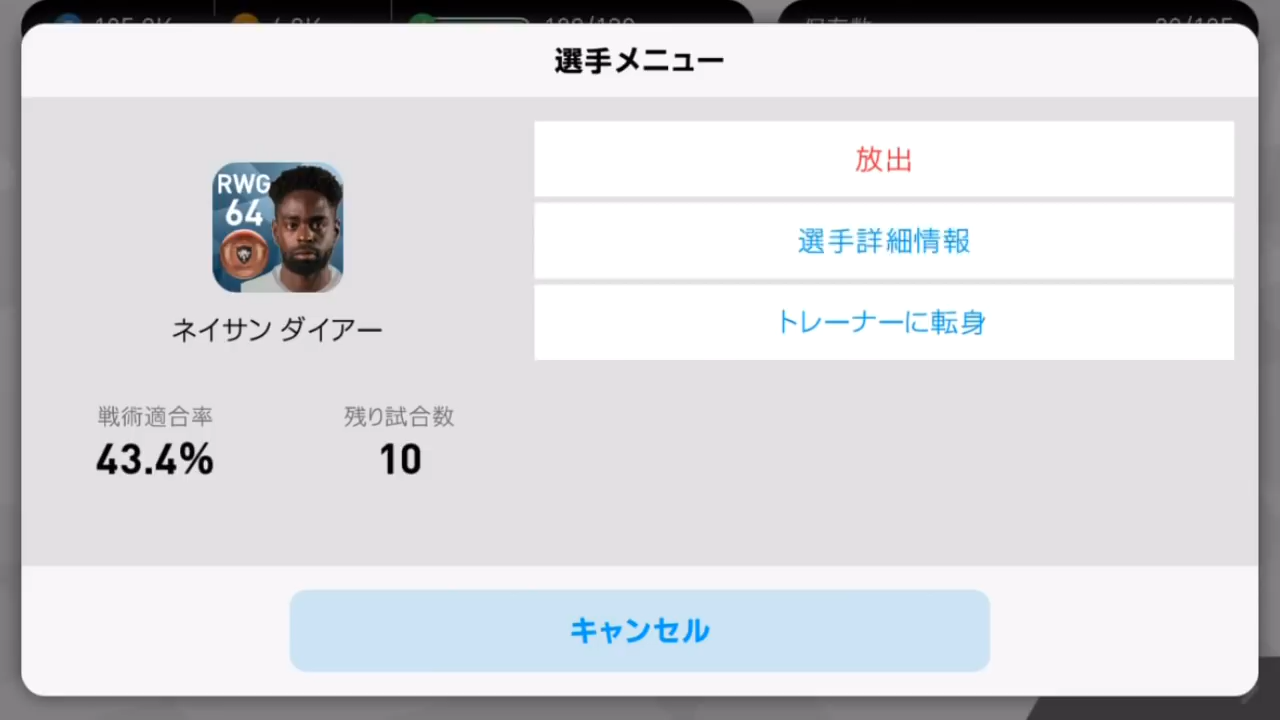 選手メニュー
RWG
64
ネイサン ダイアー
戦術適合率
43.4%
残り試合数
10
放出
選手詳細情報
トレーナーに転身
キャンセル